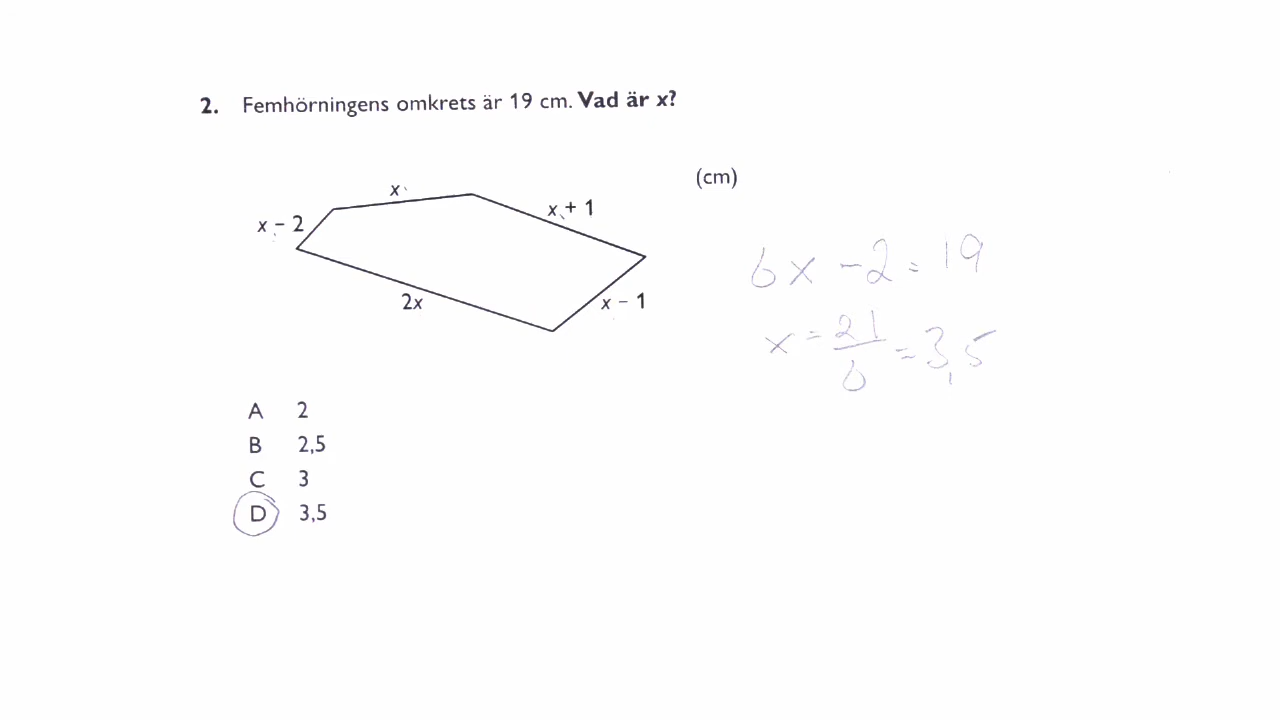 2. Femhörningens omkrets är 19 cm. Vad är x?
(cm)
x
x + 1
x – 2
2x
x – 1
6x - 2 = 19
x = 21/6 = 3,5
A 2
B 2,5
C 3
D 3,5